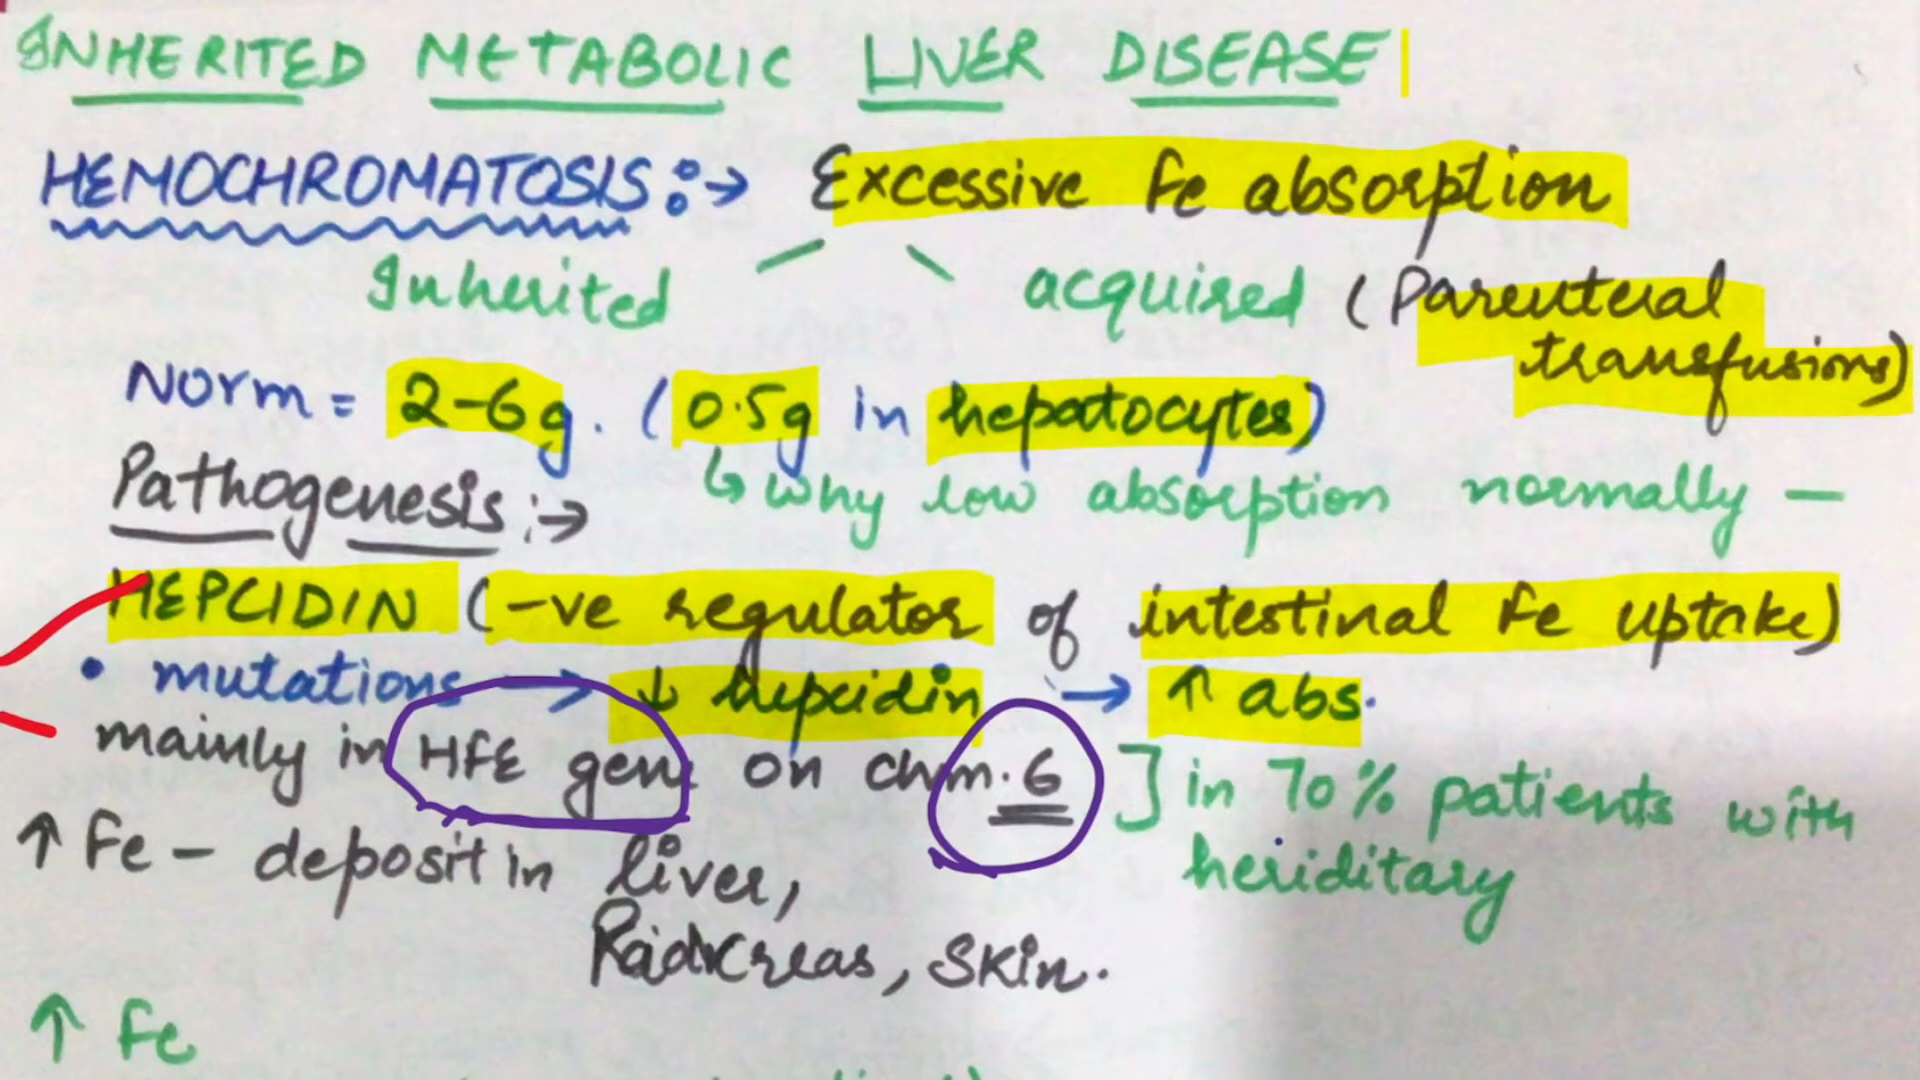 INHERITED METABOLIC LIVER DISEASE
HEMOCHROMATOSIS :→ Excessive Fe absorption
Inherited acquired (Parenteral
transfusions)
Norm = 2-6g. (0.5g in hepatocytes)
↳ why low absorption normally —
Pathogenesis :→
HEPCIDIN (-ve regulator of intestinal Fe uptake)
• mutations → ↓ hepcidin → ↑ abs.
mainly in HFE gene on chrm. 6 ] in 70% patients with
heriditary
↑ Fe - deposit in liver,
Pancreas, skin.
↑ Fe